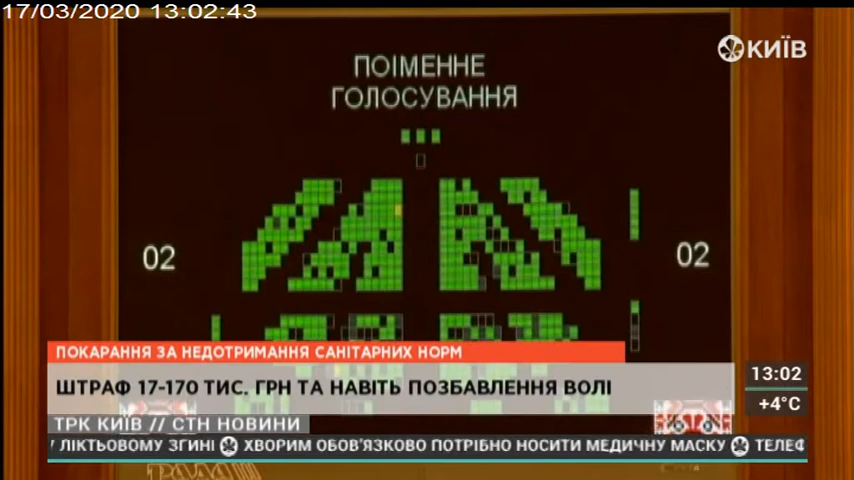 17/03/2020 13:02:43
КИЇВ
ПОІМЕННЕ
ГОЛОСУВАННЯ
02
02
ПОКАРАННЯ ЗА НЕДОТРИМАННЯ САНІТАРНИХ НОРМ
ШТРАФ 17-170 ТИС. ГРН ТА НАВІТЬ ПОЗБАВЛЕННЯ ВОЛІ
13:02
+4°C
ТРК КИЇВ // СТН НОВИНИ
ЛІКТЬОВОМУ ЗГИНІ ХВОРИМ ОБОВ'ЯЗКОВО ПОТРІБНО НОСИТИ МЕДИЧНУ МАСКУ ТЕЛЕФ
РАДА